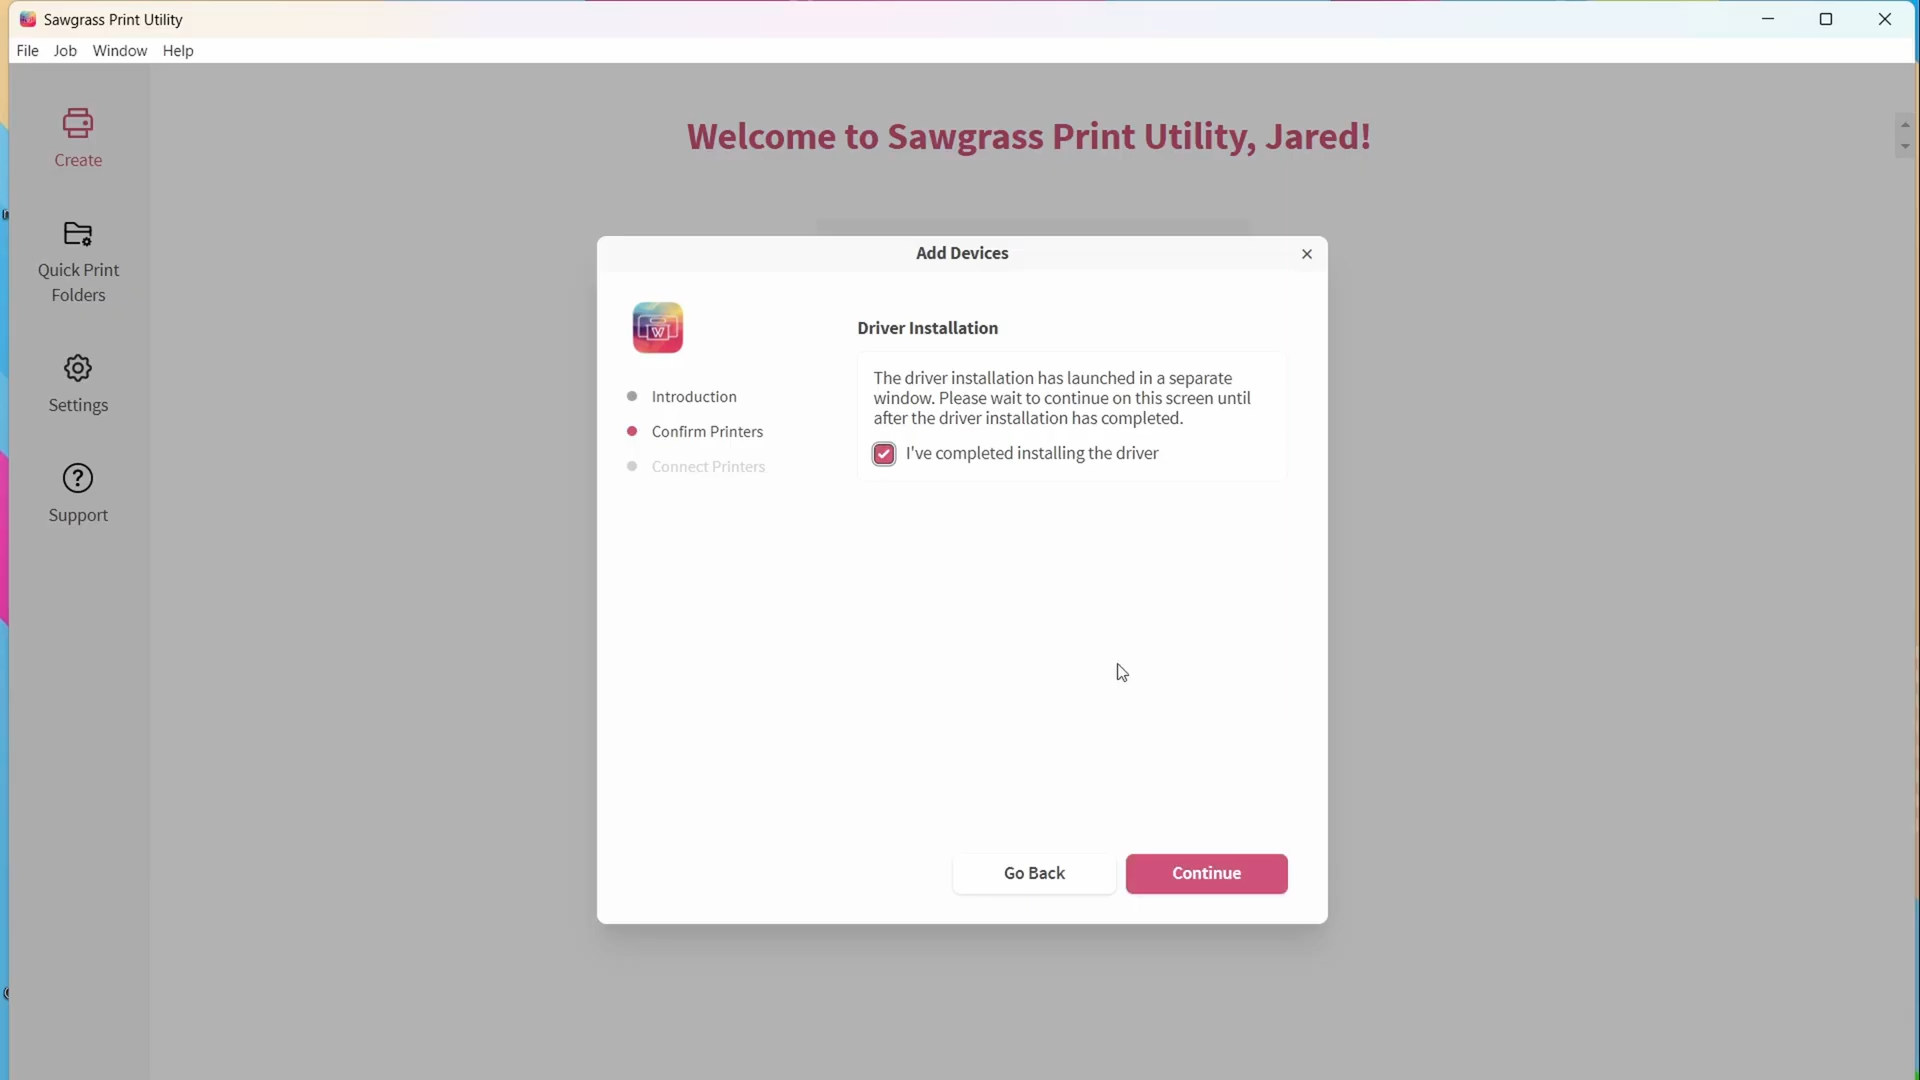 Sawgrass Print Utility
File Job Window Help
Create
Quick Print
Folders
Settings
Support
Welcome to Sawgrass Print Utility, Jared!
Add Devices
W
Introduction
Confirm Printers
Connect Printers
Driver Installation
The driver installation has launched in a separate
window. Please wait to continue on this screen until
after the driver installation has completed.
I've completed installing the driver
Go Back
Continue